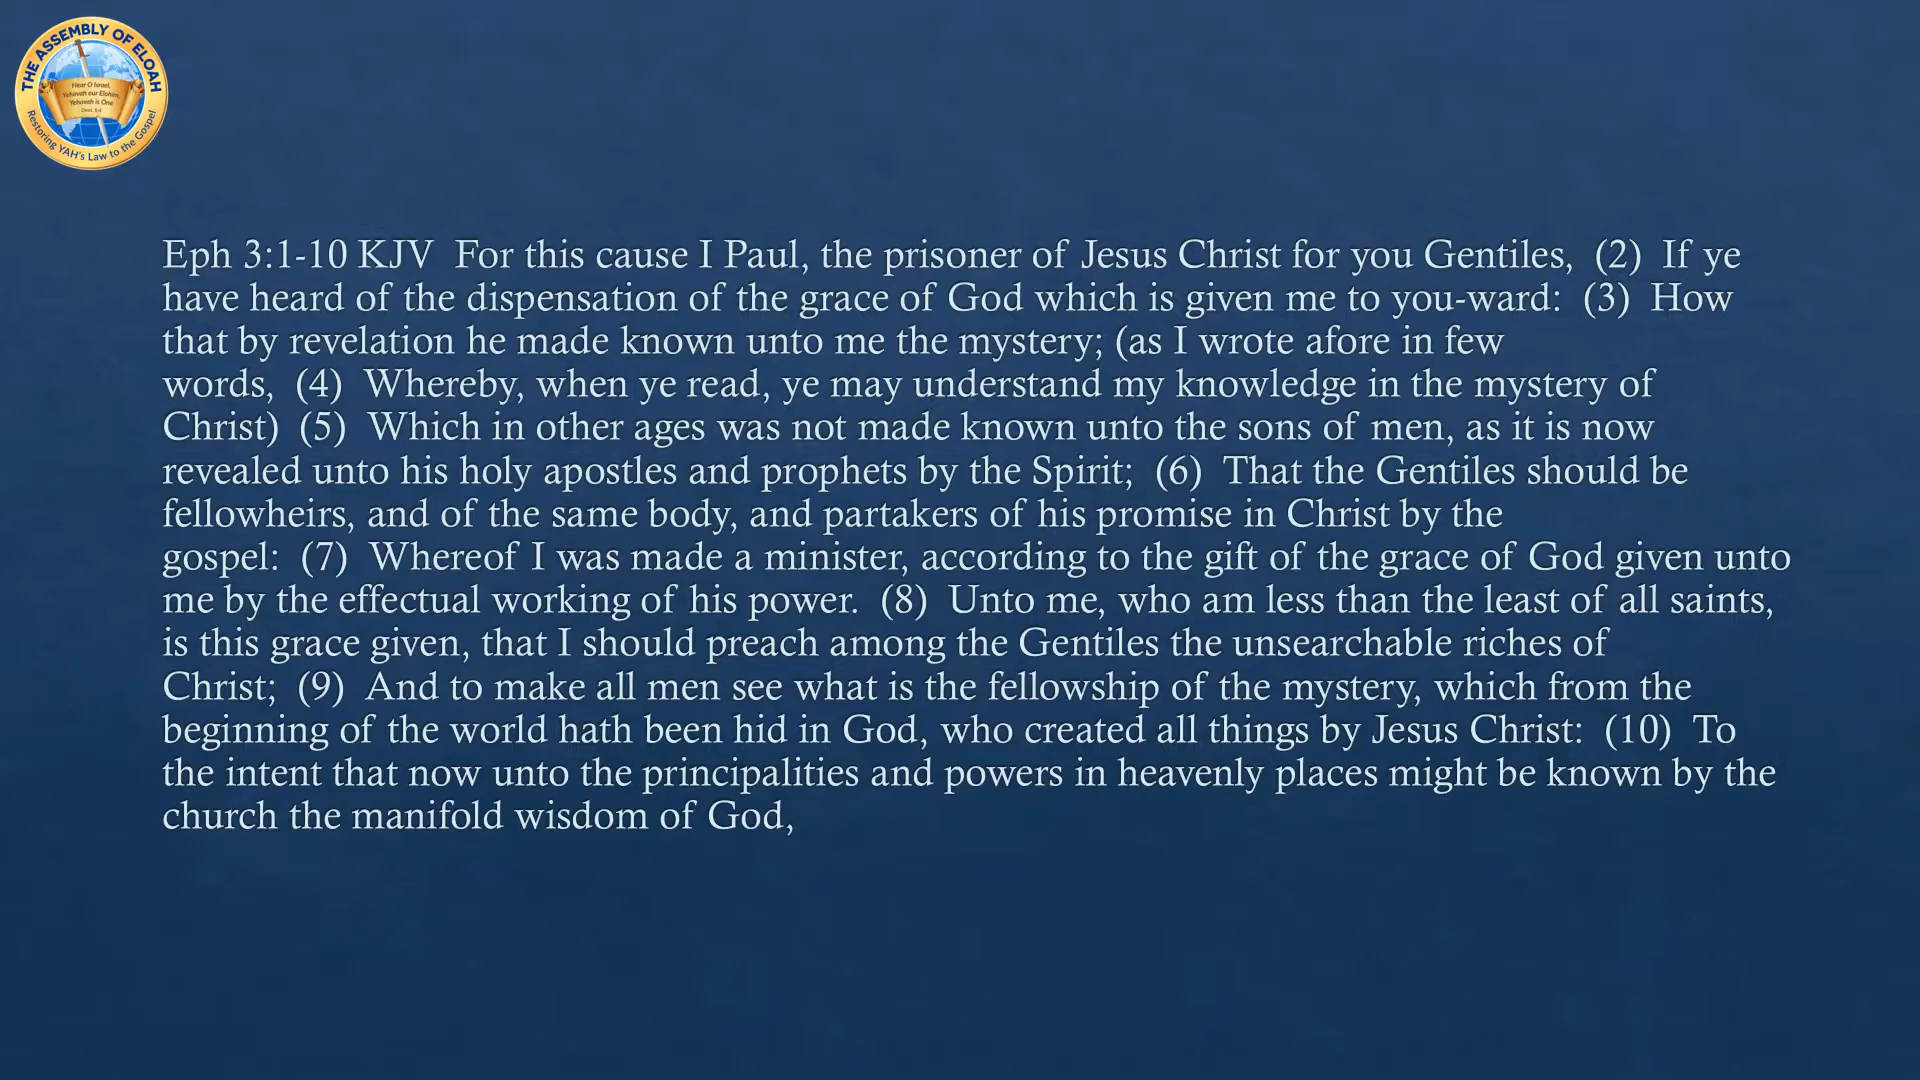 THE ASSEMBLY OF ELOAH
Hear O Israel,
Yehovah our Elohim,
Yehovah is One
Deut. 6:4
Restoring YAH's Law to the Gospel
Eph 3:1-10 KJV  For this cause I Paul, the prisoner of Jesus Christ for you Gentiles,  (2)  If ye
have heard of the dispensation of the grace of God which is given me to you-ward:  (3)  How
that by revelation he made known unto me the mystery; (as I wrote afore in few
words,  (4)  Whereby, when ye read, ye may understand my knowledge in the mystery of
Christ)  (5)  Which in other ages was not made known unto the sons of men, as it is now
revealed unto his holy apostles and prophets by the Spirit;  (6)  That the Gentiles should be
fellowheirs, and of the same body, and partakers of his promise in Christ by the
gospel:  (7)  Whereof I was made a minister, according to the gift of the grace of God given unto
me by the effectual working of his power.  (8)  Unto me, who am less than the least of all saints,
is this grace given, that I should preach among the Gentiles the unsearchable riches of
Christ;  (9)  And to make all men see what is the fellowship of the mystery, which from the
beginning of the world hath been hid in God, who created all things by Jesus Christ:  (10)  To
the intent that now unto the principalities and powers in heavenly places might be known by the
church the manifold wisdom of God,